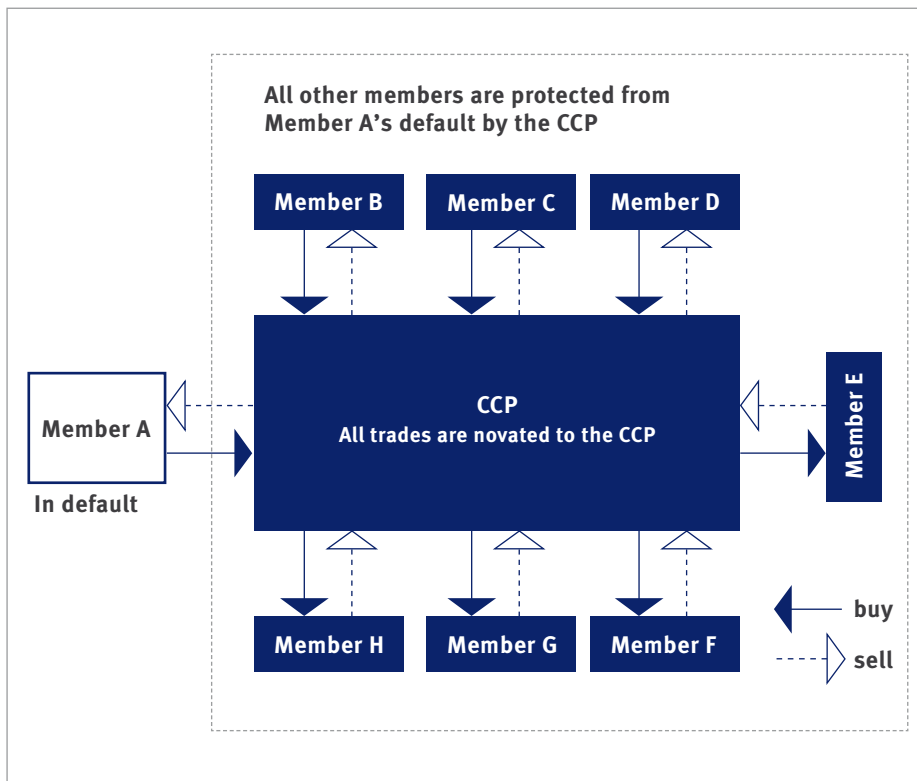 All other members are protected from
Member A’s default by the CCP
Member B
Member C
Member D
Member A
In default
CCP
All trades are novated to the CCP
Member E
Member H
Member G
Member F
buy
sell